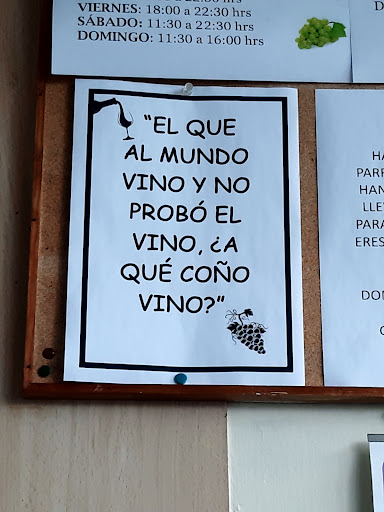 VIERNES: 18:00 a 22:30 hrs
SÁBADO: 11:30 a 22:30 hrs
DOMINGO: 11:30 a 16:00 hrs
"EL QUE
AL MUNDO
VINO Y NO
PROBÓ EL
VINO, ¿A
QUÉ COÑO
VINO?"